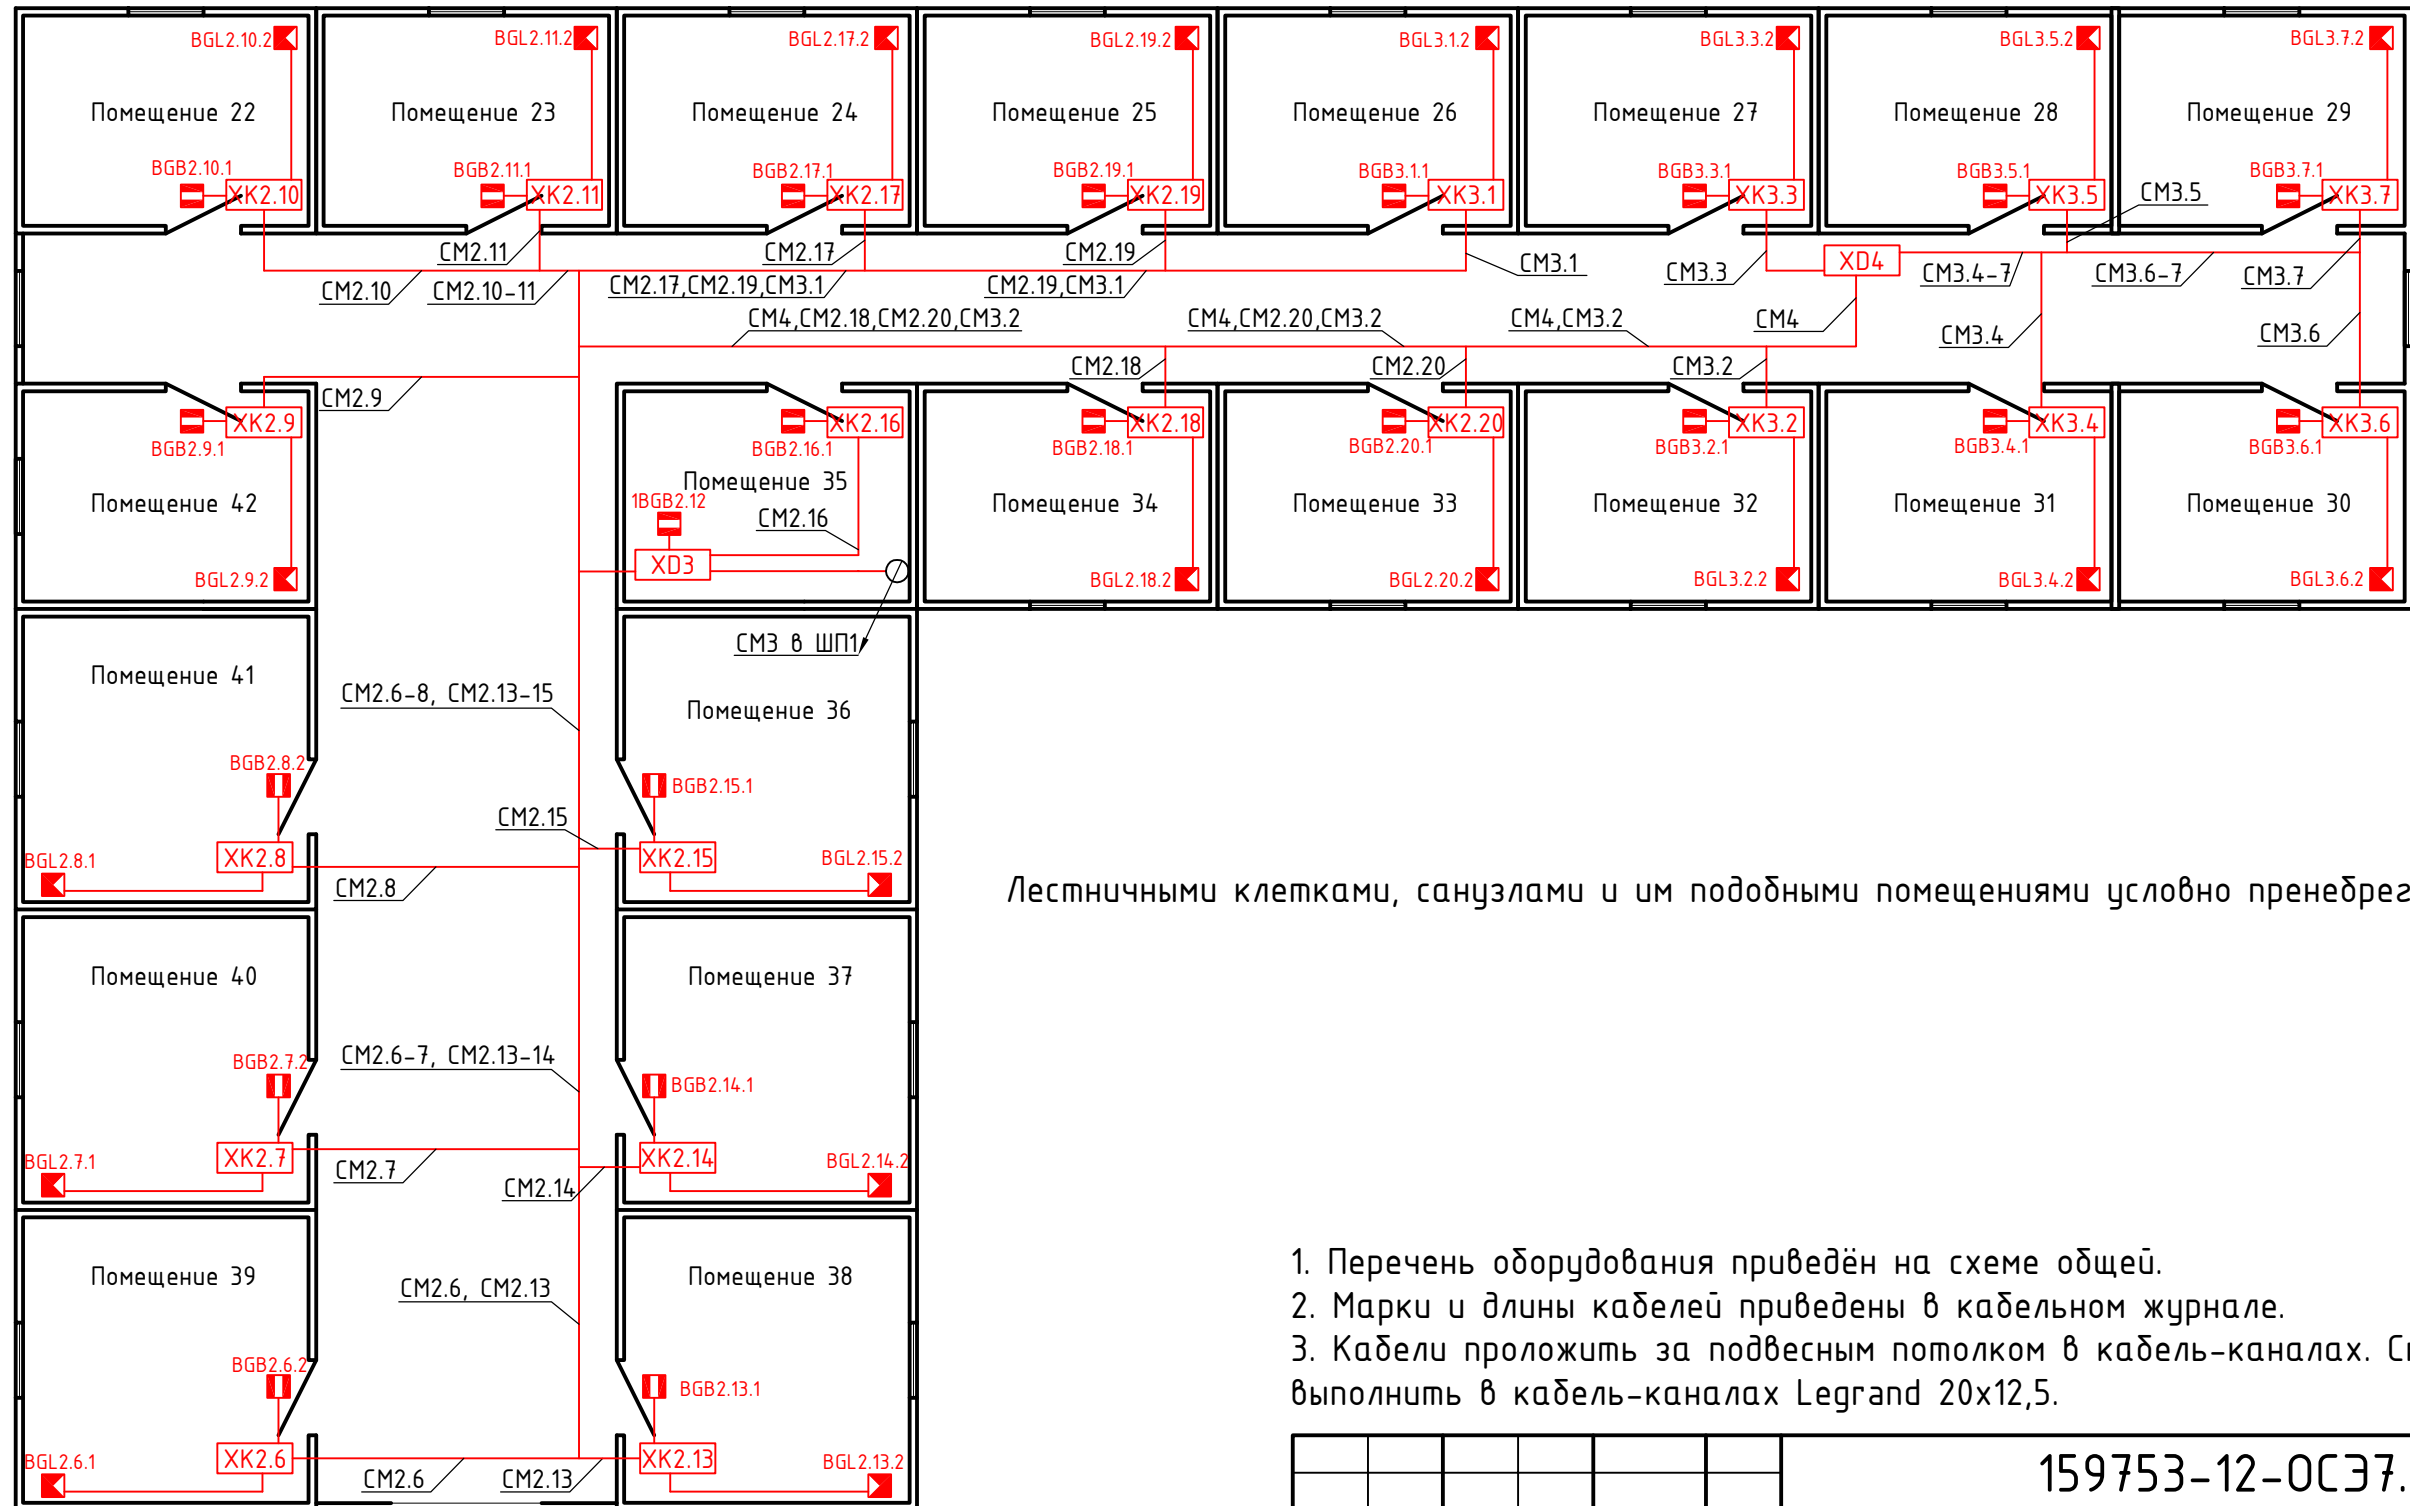 BGL2.10.2
BGL2.11.2
BGL2.17.2
BGL2.19.2
BGL3.1.2
BGL3.3.2
BGL3.5.2
BGL3.7.2
Помещение 22
Помещение 23
Помещение 24
Помещение 25
Помещение 26
Помещение 27
Помещение 28
Помещение 29
BGB2.10.1
BGB2.11.1
BGB2.17.1
BGB2.19.1
BGB3.1.1
BGB3.3.1
BGB3.5.1
BGB3.7.1
XK2.10
XK2.11
XK2.17
XK2.19
XK3.1
XK3.3
XK3.5
XK3.7
CM3.5
CM2.11
CM2.17
CM2.19
CM3.1
CM3.3
XD4
CM3.4-7
CM3.6-7
CM3.7
CM2.10
CM2.10-11
CM2.17,CM2.19,CM3.1
CM2.19,CM3.1
CM4,CM2.18,CM2.20,CM3.2
CM4,CM2.20,CM3.2
CM4,CM3.2
CM4
CM3.4
CM3.6
CM2.18
CM2.20
CM3.2
CM2.9
XK2.9
XK2.16
XK2.18
XK2.20
XK3.2
XK3.4
XK3.6
BGB2.9.1
BGB2.16.1
BGB2.18.1
BGB2.20.1
BGB3.2.1
BGB3.4.1
BGB3.6.1
Помещение 42
Помещение 35
Помещение 34
Помещение 33
Помещение 32
Помещение 31
Помещение 30
1BGB2.12
CM2.16
XD3
BGL2.9.2
BGL2.18.2
BGL2.20.2
BGL3.2.2
BGL3.4.2
BGL3.6.2
CM3 в ШП1
Помещение 41
CM2.6-8, CM2.13-15
Помещение 36
BGB2.8.2
BGB2.15.1
CM2.15
BGL2.8.1
XK2.8
XK2.15
BGL2.15.2
CM2.8
Лестничными клетками, санузлами и им подобными помещениями условно пренебрег
Помещение 40
Помещение 37
BGB2.7.2
CM2.6-7, CM2.13-14
BGB2.14.1
BGL2.7.1
XK2.7
CM2.7
XK2.14
BGL2.14.2
CM2.14
Помещение 39
Помещение 38
CM2.6, CM2.13
BGB2.6.2
BGB2.13.1
BGL2.6.1
XK2.6
XK2.13
BGL2.13.2
CM2.6
CM2.13
1. Перечень оборудования приведён на схеме общей.
2. Марки и длины кабелей приведены в кабельном журнале.
3. Кабели проложить за подвесным потолком в кабель-каналах.
выполнить в кабель-каналах Legrand 20x12,5.
159753-12-ОСЭ7.